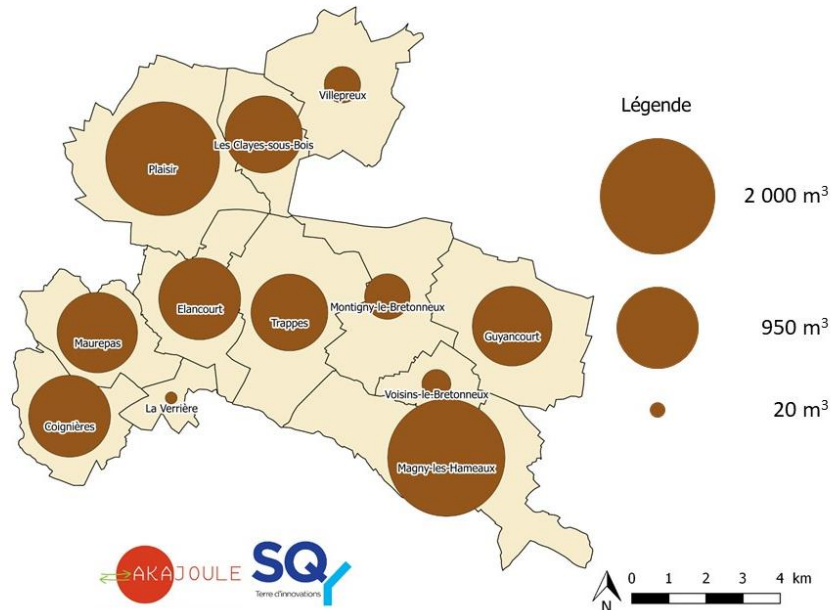 Villepreux
Légende
Les Clayes-sous-Bois
Plaisir
2 000 m³
Elancourt
Montigny-le-Bretonneux
Trappes
Guyancourt
950 m³
Maurepas
Voisins-le-Bretonneux
La Verrière
20 m³
Coignières
Magny-les-Hameaux
AKAJOULE
SQY
Terre d'innovations
N
0 1 2 3 4 km